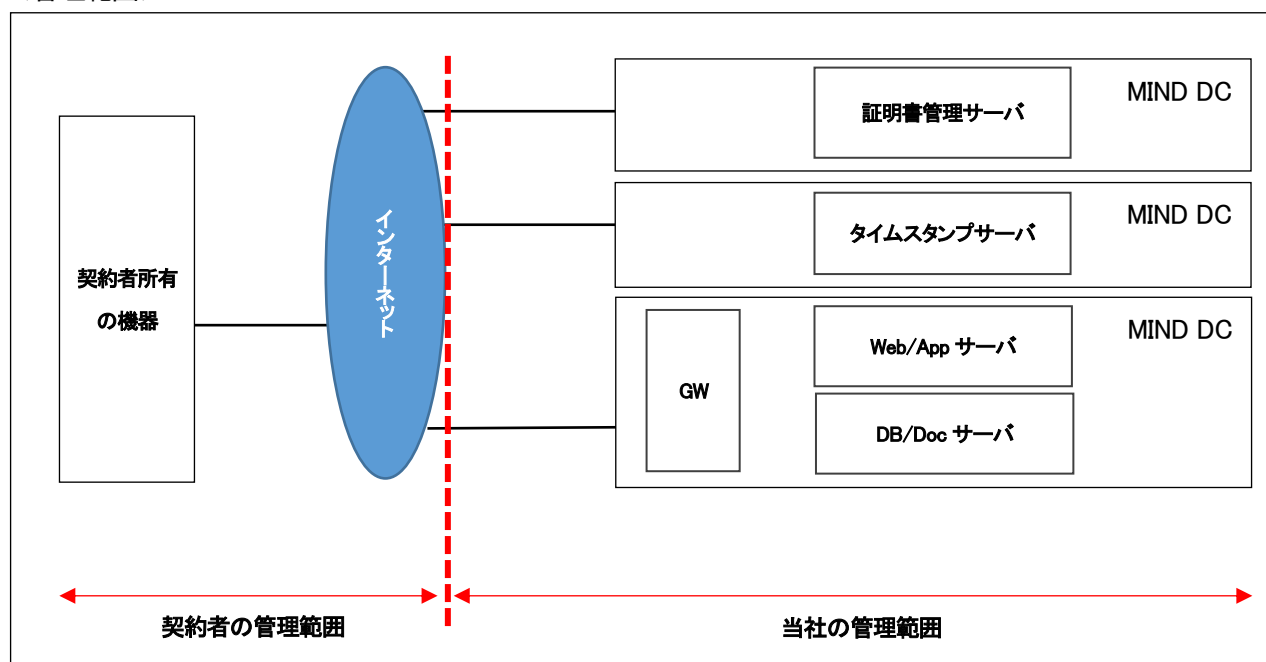 MIND DC
証明書管理サーバ
MIND DC
タイムスタンプサーバ
インターネット
契約者所有
の機器
MIND DC
Web/App サーバ
GW
DB/Doc サーバ
契約者の管理範囲
当社の管理範囲